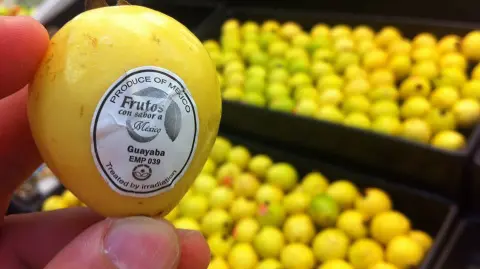 PRODUCE OF MEXICO
Frutos
con sabor a
México
Guayaba
EMP 039
Treated by irradiation